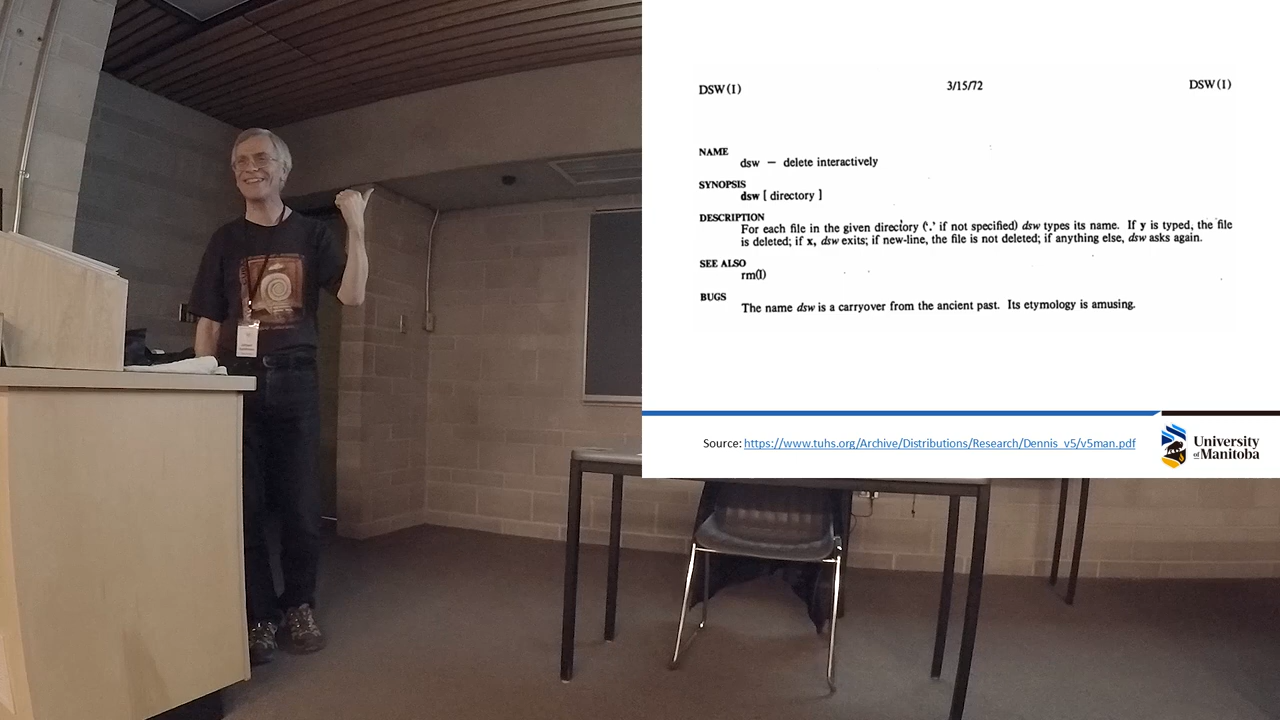 DSW(I) 3/15/72 DSW(I)
NAME
dsw — delete interactively
SYNOPSIS
dsw [ directory ]
DESCRIPTION
For each file in the given directory ('.' if not specified) dsw types its name. If y is typed, the file
is deleted; if x, dsw exits; if new-line, the file is not deleted; if anything else, dsw asks again.
SEE ALSO
rm(I)
BUGS
The name dsw is a carryover from the ancient past. Its etymology is amusing.
Source: https://www.tuhs.org/Archive/Distributions/Research/Dennis_v5/v5man.pdf
University
of Manitoba